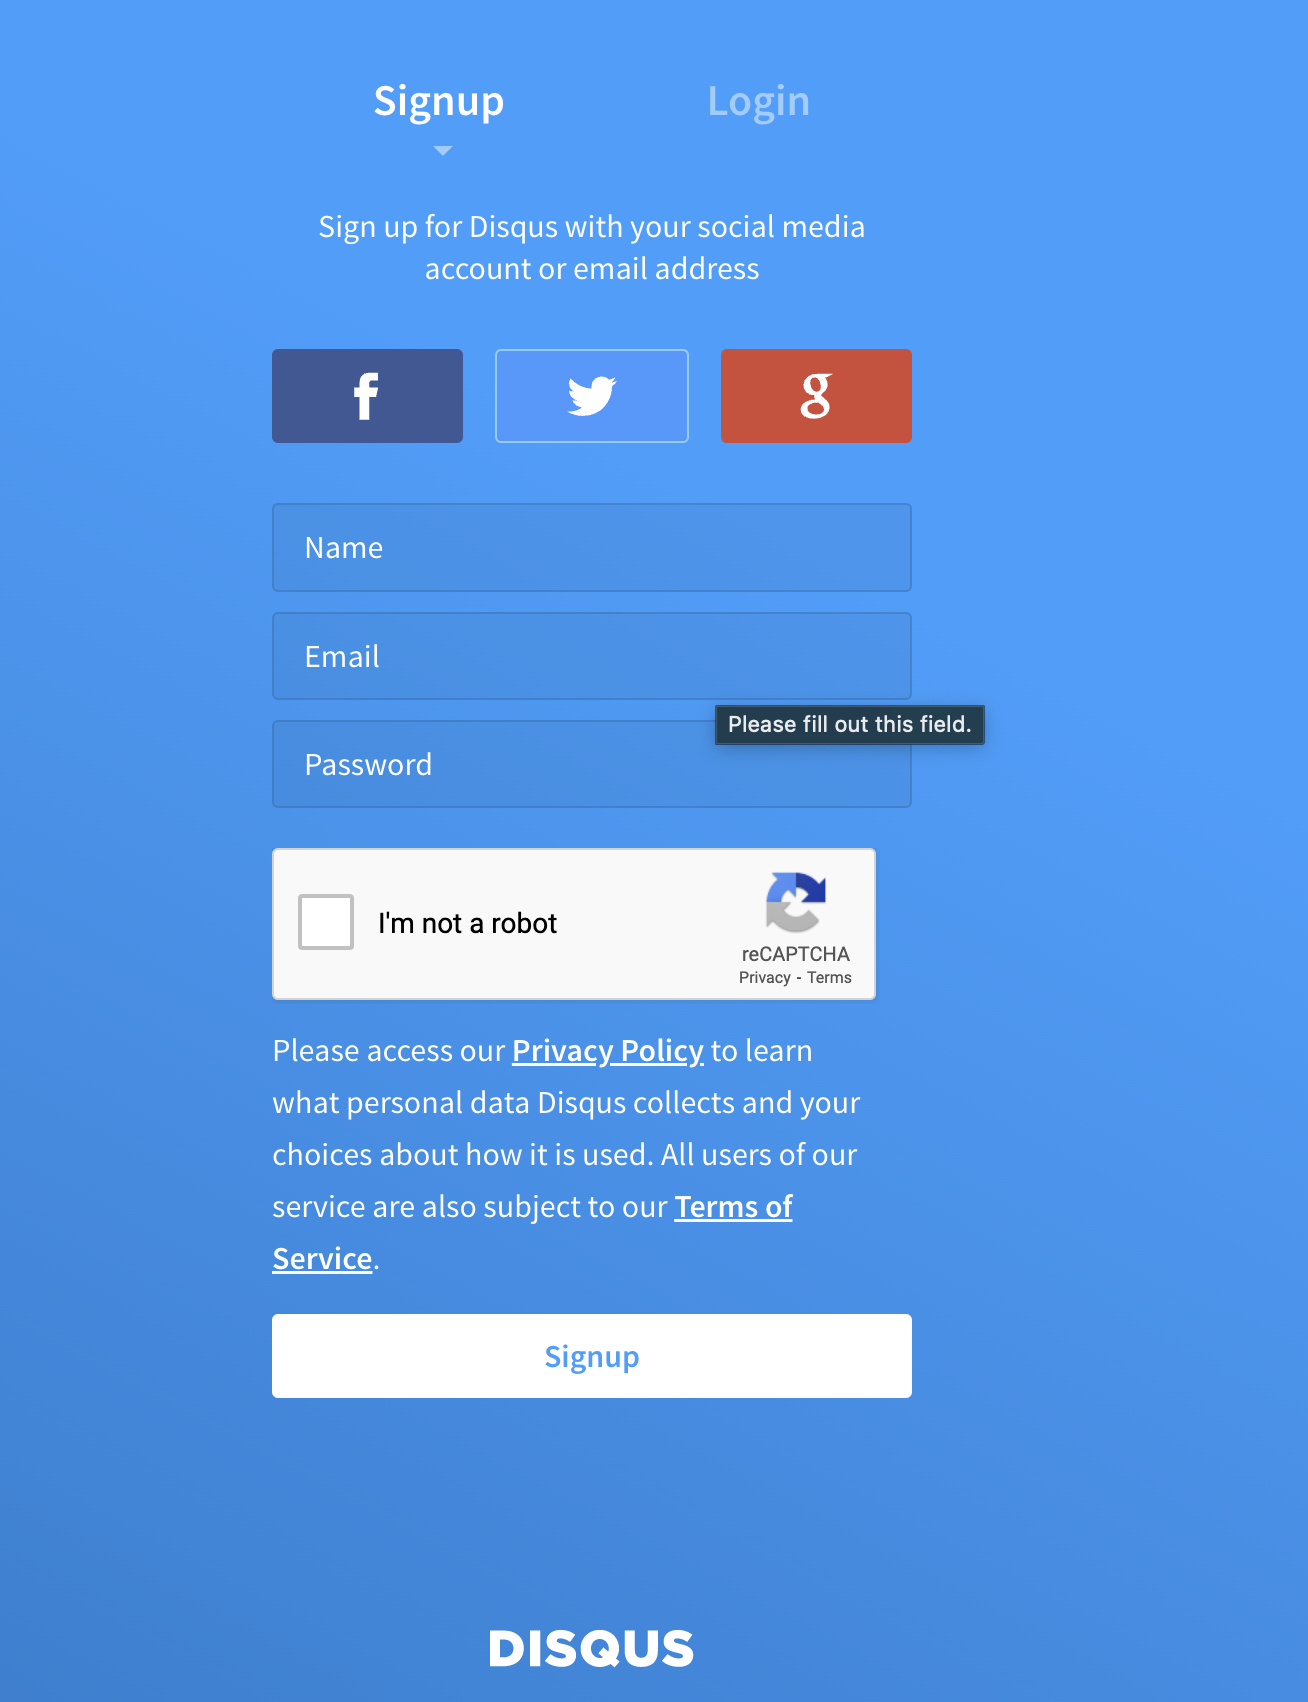 Signup
Login
Sign up for Disqus with your social media
account or email address
f
g
Name
Email
Please fill out this field.
Password
I'm not a robot
reCAPTCHA
Privacy - Terms
Please access our Privacy Policy to learn
what personal data Disqus collects and your
choices about how it is used. All users of our
service are also subject to our Terms of
Service.
Signup
DISQUS